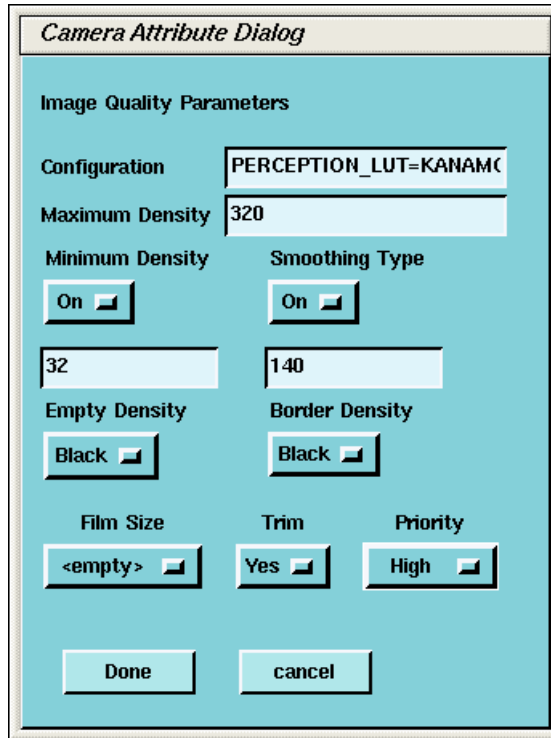 Camera Attribute Dialog
Image Quality Parameters
Configuration PERCEPTION_LUT=KANAMO
Maximum Density 320
Minimum Density Smoothing Type
On On
32 140
Empty Density Border Density
Black Black
Film Size Trim Priority
<empty> Yes High
Done cancel